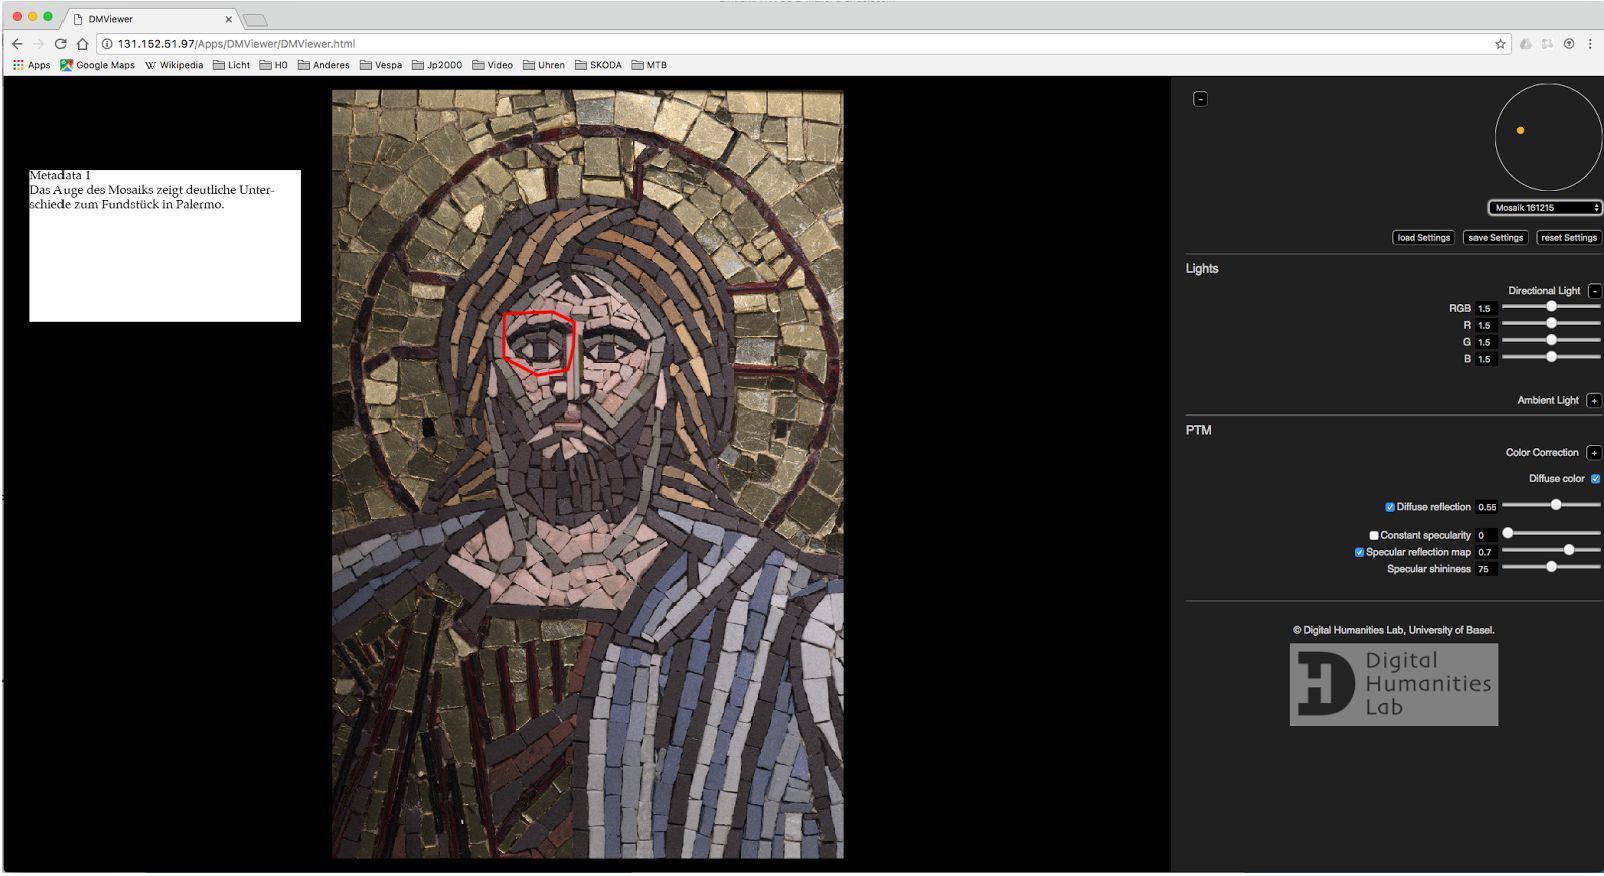 DMViewer
131.152.51.97/Apps/DMViewer/DMViewer.html
Apps Google Maps W Wikipedia Licht H0 Anderes Vespa Jp2000 Video Uhren SKODA MTB
Metadata 1
Das Auge des Mosaiks zeigt deutliche Unter-
schiede zum Fundstück in Palermo.
-
Mosaik 161215
load Settings save Settings reset Settings
Lights
Directional Light -
RGB 1.5
R 1.5
G 1.5
B 1.5
Ambient Light +
PTM
Color Correction +
Diffuse color
Diffuse reflection 0.55
Constant specularity 0
Specular reflection map 0.7
Specular shininess 75
© Digital Humanities Lab, University of Basel.
Digital
Humanities
Lab